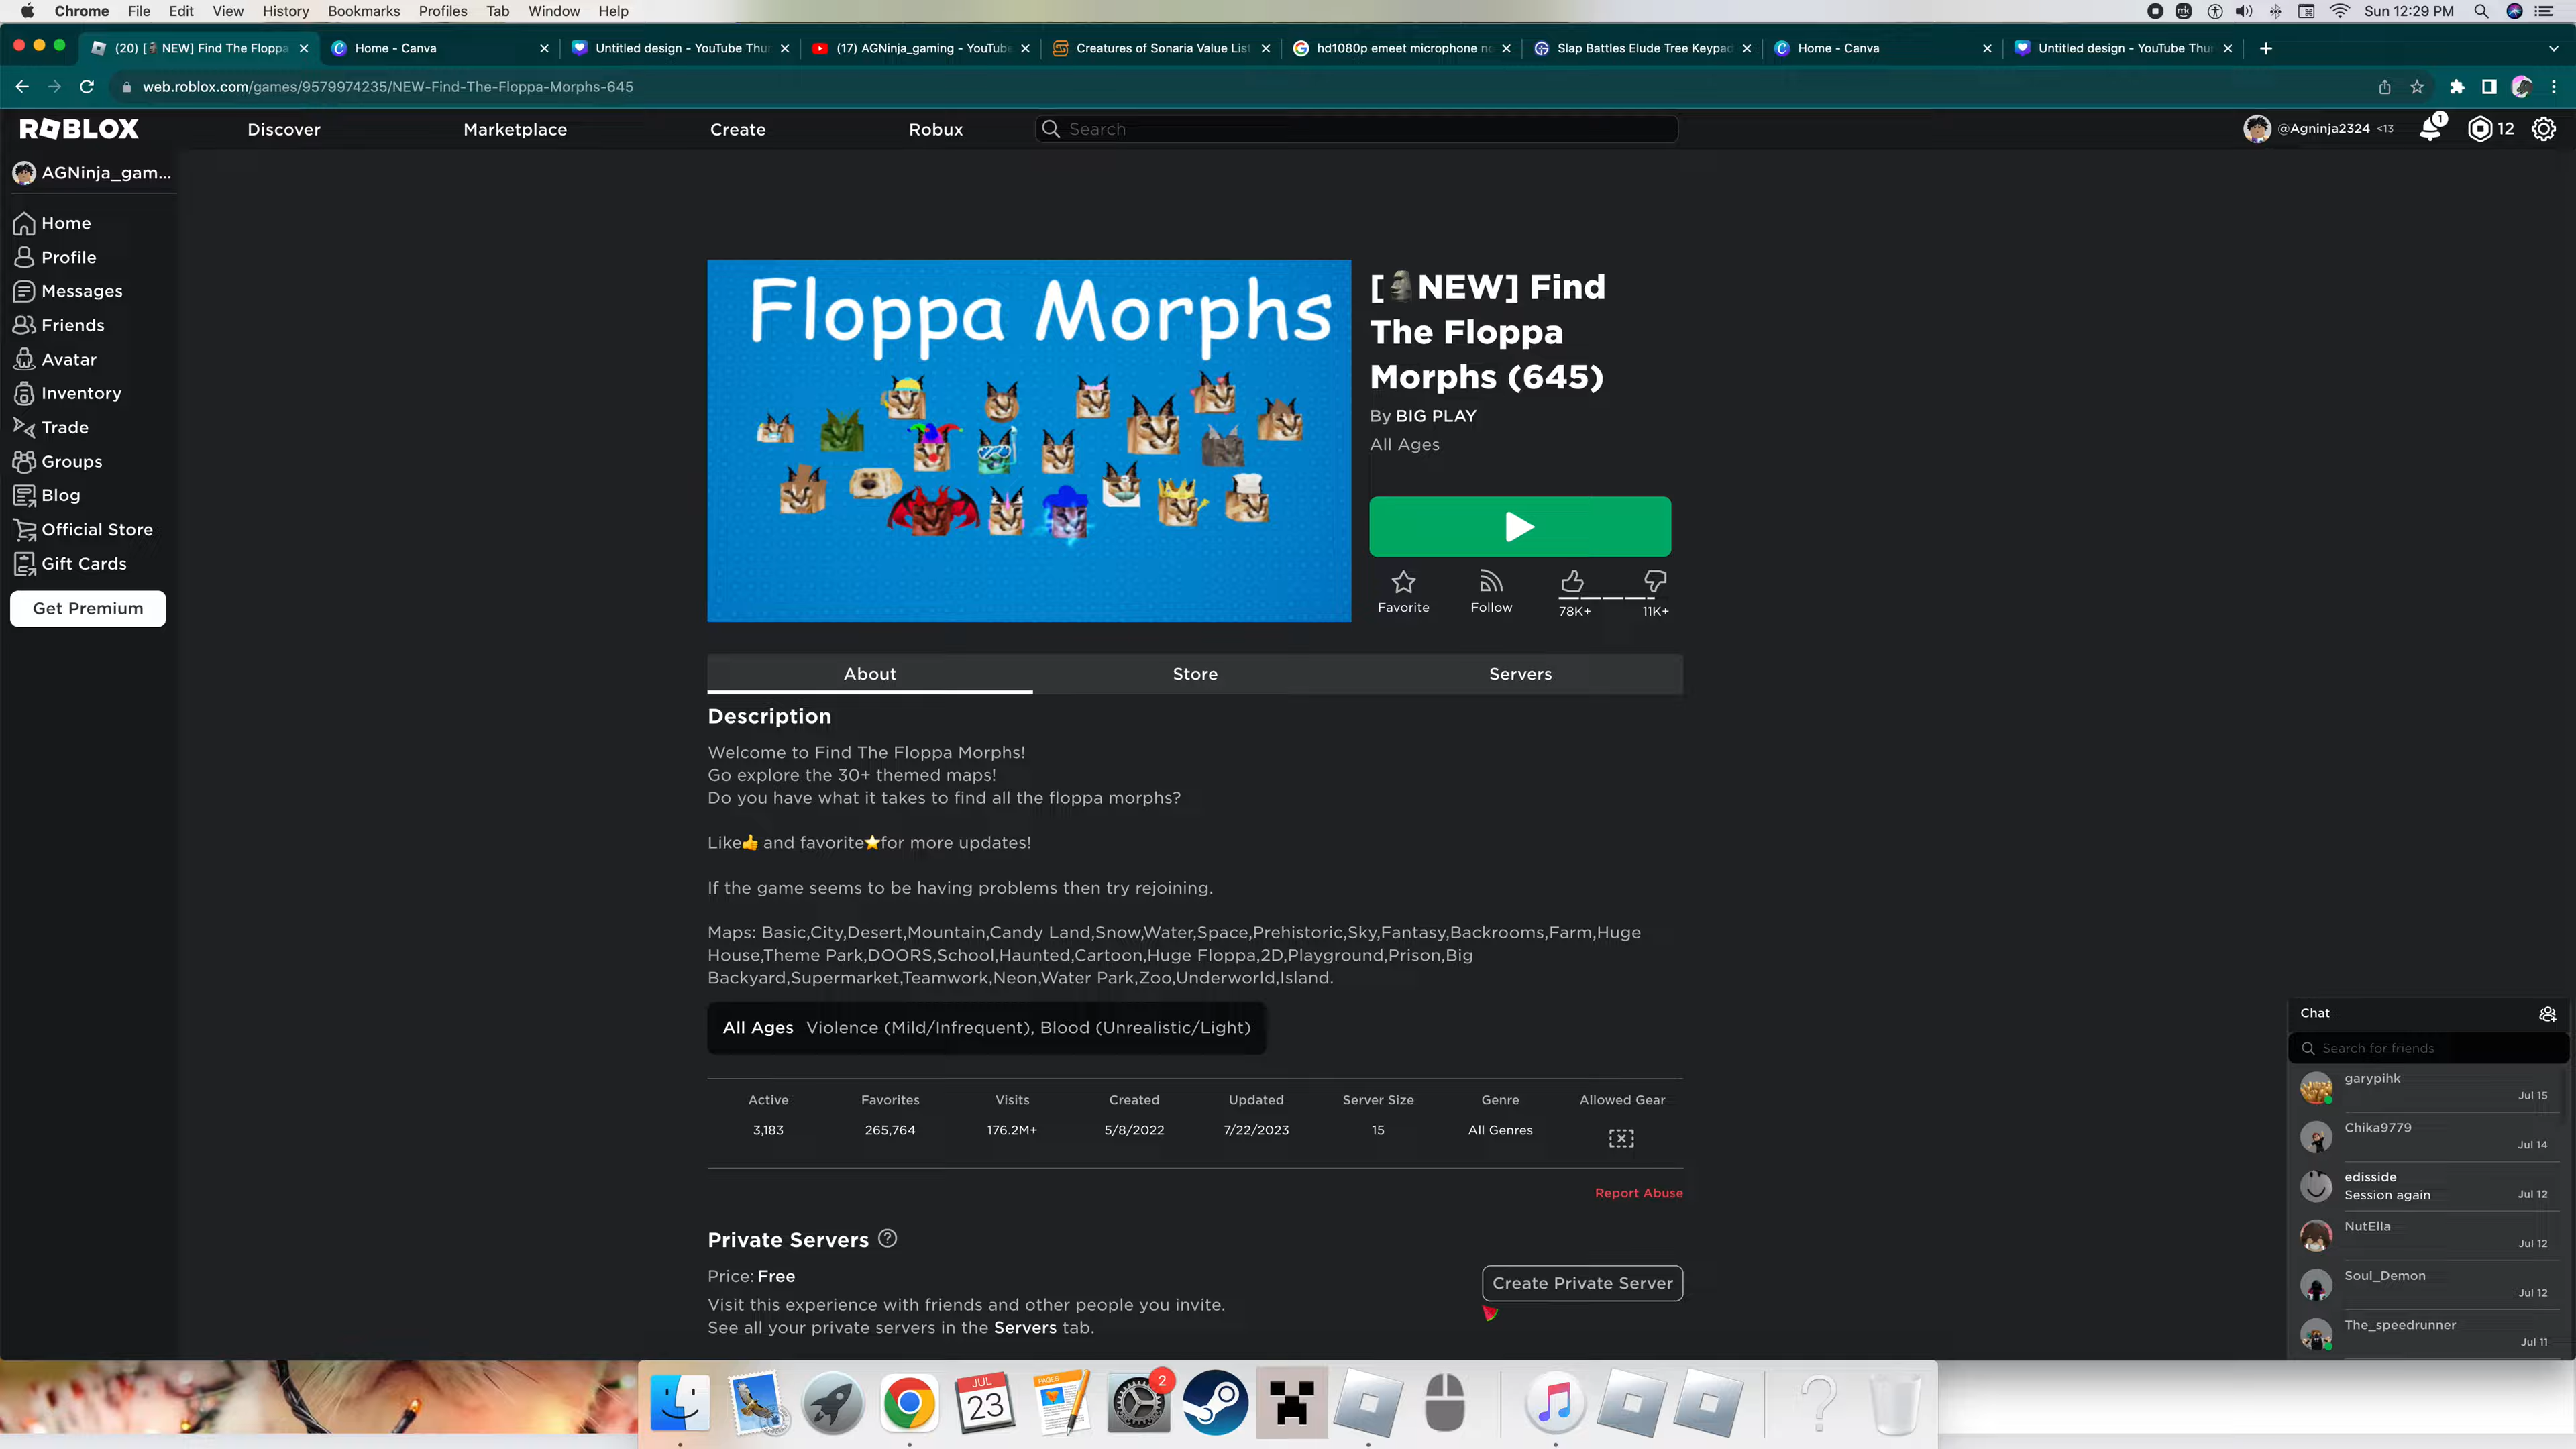 Chrome File Edit View History Bookmarks Profiles Tab Window Help Sun 12:29 PM
(20) [🗿NEW] Find The Floppa Home - Canva Untitled design - YouTube Thu (17) AGNinja_gaming - YouTube Creatures of Sonaria Value List hd1080p emeet microphone no Slap Battles Elude Tree Keypad Home - Canva Untitled design - YouTube Thu
web.roblox.com/games/9579974235/NEW-Find-The-Floppa-Morphs-645
ROBLOX Discover Marketplace Create Robux Search @Agninja2324 <13 1 12
AGNinja_gam...
Home
Profile
Messages
Friends
Avatar
Inventory
Trade
Groups
Blog
Official Store
Gift Cards
Get Premium
Floppa Morphs
[🗿NEW] Find
The Floppa
Morphs (645)
By BIG PLAY
All Ages
Favorite Follow 78K+ 11K+
About Store Servers
Description
Welcome to Find The Floppa Morphs!
Go explore the 30+ themed maps!
Do you have what it takes to find all the floppa morphs?
Like👍 and favorite⭐for more updates!
If the game seems to be having problems then try rejoining.
Maps: Basic,City,Desert,Mountain,Candy Land,Snow,Water,Space,Prehistoric,Sky,Fantasy,Backrooms,Farm,Huge
House,Theme Park,DOORS,School,Haunted,Cartoon,Huge Floppa,2D,Playground,Prison,Big
Backyard,Supermarket,Teamwork,Neon,Water Park,Zoo,Underworld,Island.
All Ages Violence (Mild/Infrequent), Blood (Unrealistic/Light)
Active Favorites Visits Created Updated Server Size Genre Allowed Gear
3,183 265,764 176.2M+ 5/8/2022 7/22/2023 15 All Genres
Report Abuse
Private Servers
Price: Free
Create Private Server
Visit this experience with friends and other people you invite.
See all your private servers in the Servers tab.
Chat
Search for friends
garypihk
Jul 15
Chika9779
Jul 14
edisside
Session again Jul 12
NutElla
Jul 12
Soul_Demon
Jul 12
The_speedrunner
Jul 11
JUL
23
PAGES
2